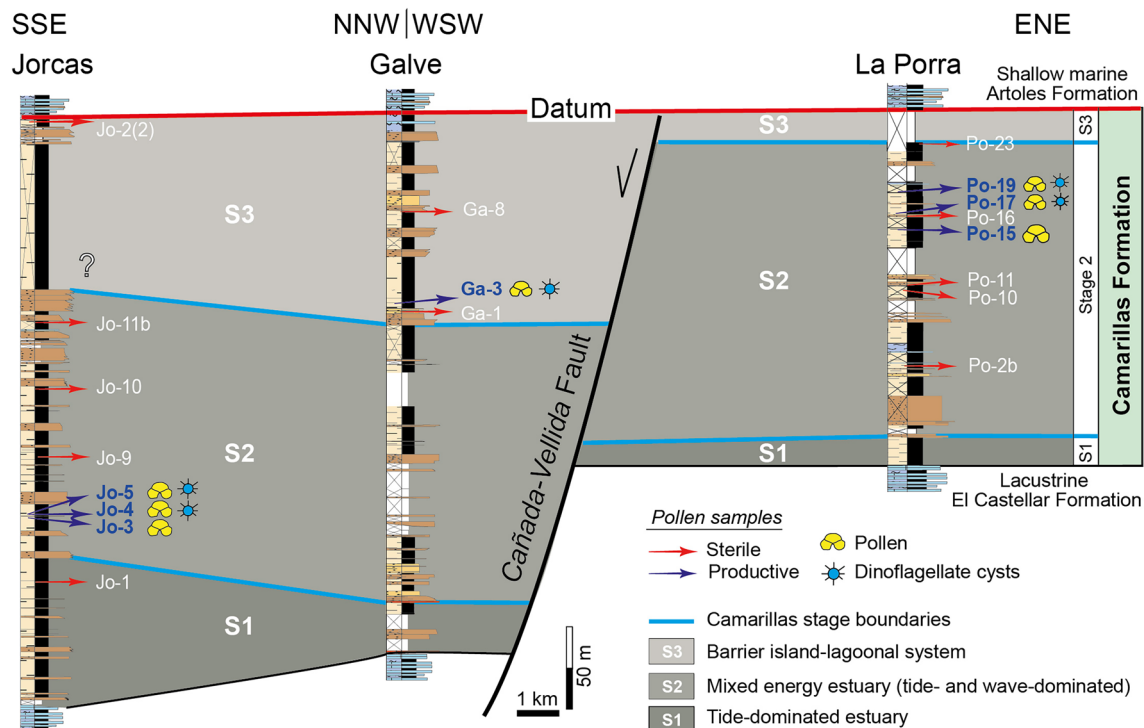 SSE
NNW|WSW
ENE
Jorcas
Galve
La Porra
Shallow marine
Artoles Formation
Datum
Jo-2(2)
S3
S3
S3
Po-23
Po-19
Po-17
Po-16
Po-15
Ga-8
?
Ga-3
Ga-1
S2
Po-11
Po-10
Stage 2
Camarillas Formation
Jo-11b
Jo-10
Po-2b
Jo-9
S2
S1
S1
Jo-5
Jo-4
Jo-3
Cañada-Vellida Fault
Lacustrine
El Castellar Formation
Jo-1
S1
Pollen samples
Sterile
Productive
Pollen
Dinoflagellate cysts
Camarillas stage boundaries
S3 Barrier island-lagoonal system
S2 Mixed energy estuary (tide- and wave-dominated)
S1 Tide-dominated estuary
1 km
50 m